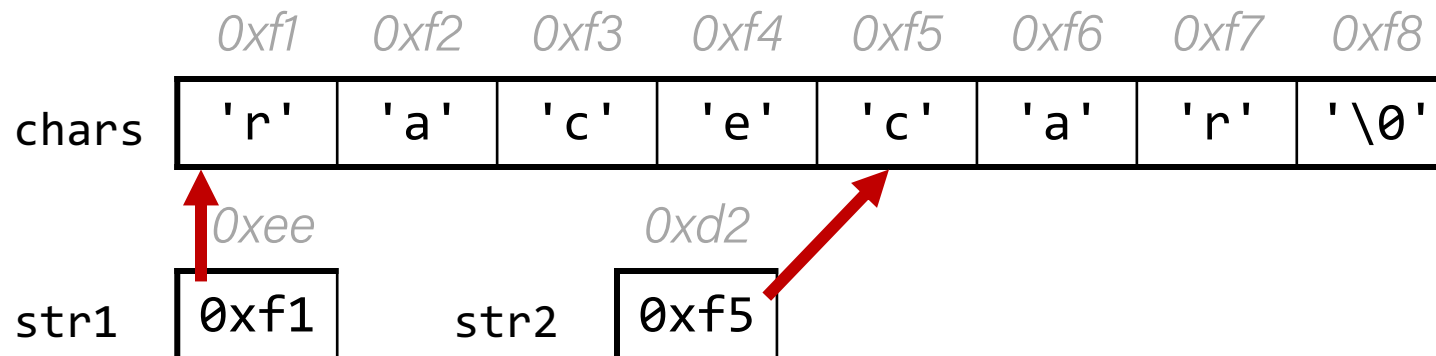 0xf1 0xf2 0xf3 0xf4 0xf5 0xf6 0xf7 0xf8
chars 'r' 'a' 'c' 'e' 'c' 'a' 'r' '\0'
0xee 0xd2
str1 0xf1 str2 0xf5